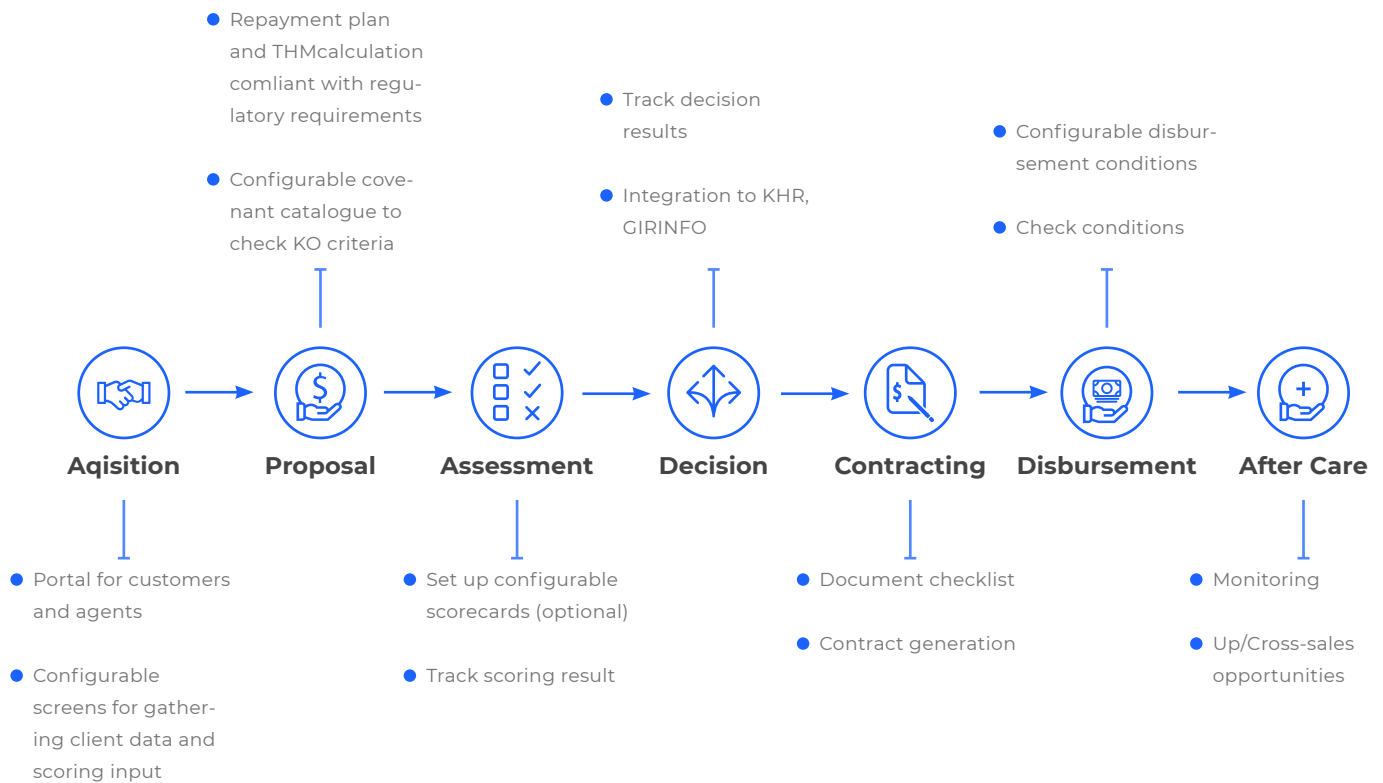 Repayment plan
and THMcalculation
comliant with regu-
latory requirements
Configurable cove-
nant catalogue to
check KO criteria
Track decision
results
Integration to KHR,
GIRINFO
Configurable disbur-
sement conditions
Check conditions
Aqisition
Proposal
Assessment
Decision
Contracting
Disbursement
After Care
Portal for customers
and agents
Configurable
screens for gather-
ing client data and
scoring input
Set up configurable
scorecards (optional)
Track scoring result
Document checklist
Contract generation
Monitoring
Up/Cross-sales
opportunities